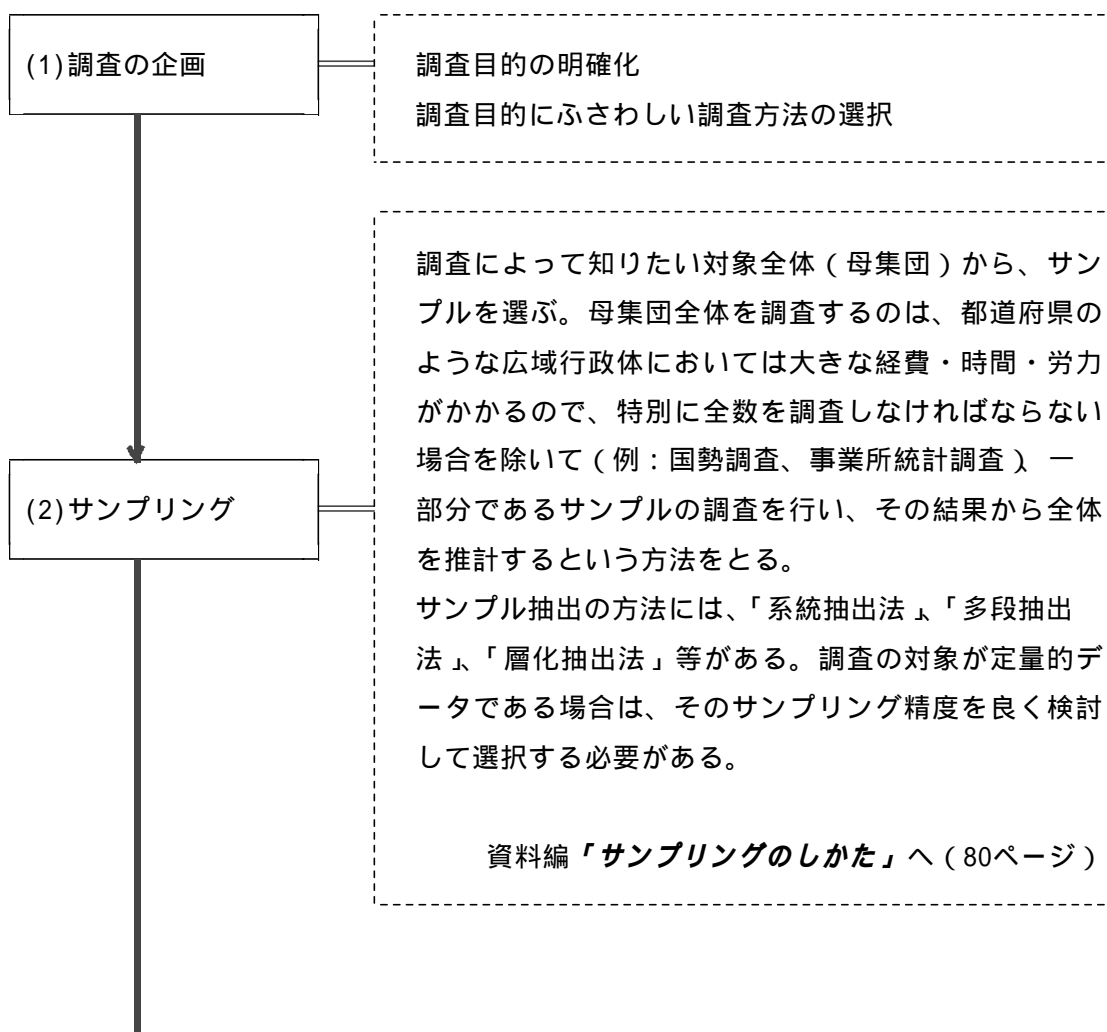 (1)調査の企画
調査目的の明確化
調査目的にふさわしい調査方法の選択
(2)サンプリング
調査によって知りたい対象全体(母集団)から、サン
プルを選ぶ。母集団全体を調査するのは、都道府県の
ような広域行政体においては大きな経費・時間・労力
がかかるので、特別に全数を調査しなければならない
場合を除いて(例:国勢調査、事業所統計調査)、一
部分であるサンプルの調査を行い、その結果から全体
を推計するという方法をとる。
サンプル抽出の方法には、「系統抽出法」、「多段抽出
法」、「層化抽出法」等がある。調査の対象が定量的デ
ータである場合は、そのサンプリング精度を良く検討
して選択する必要がある。
資料編「サンプリングのしかた」へ(80ページ)